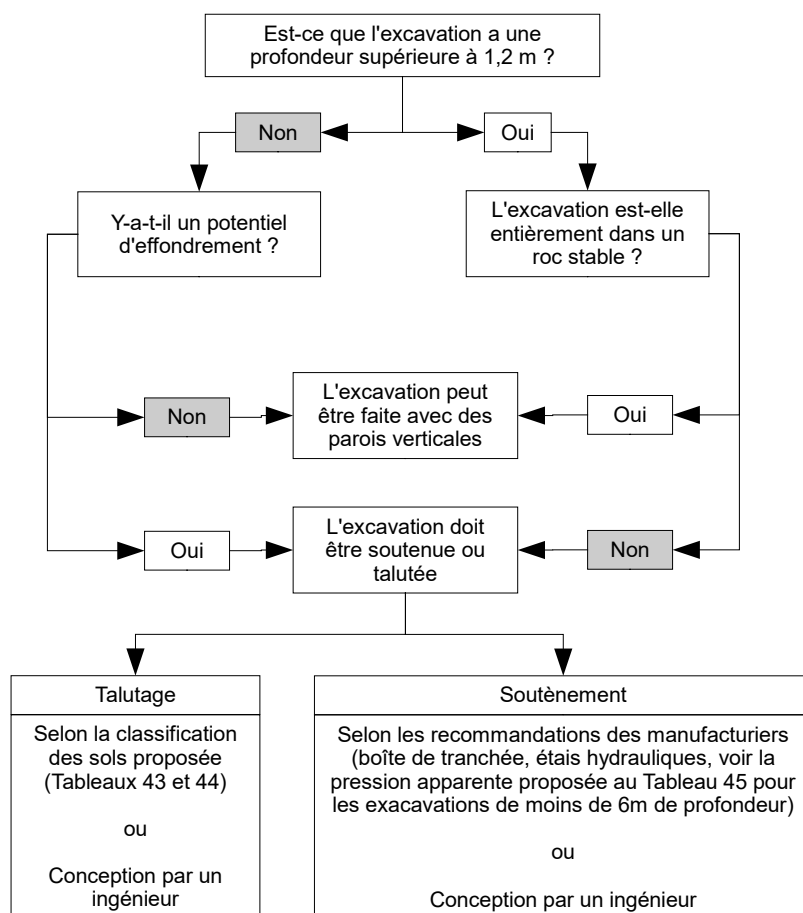 Est-ce que l'excavation a une
profondeur supérieure à 1,2 m ?
Non
Oui
Y-a-t-il un potentiel
d'effondrement ?
L'excavation est-elle
entièrement dans un
roc stable ?
Non
L'excavation peut
être faite avec des
parois verticales
Oui
Oui
L'excavation doit
être soutenue ou
talutée
Non
Talutage
Selon la classification
des sols proposée
(Tableaux 43 et 44)
ou
Conception par un
ingénieur
Soutènement
Selon les recommandations des manufacturiers
(boîte de tranchée, étais hydrauliques, voir la
pression apparente proposée au Tableau 45 pour
les exacavations de moins de 6m de profondeur)
ou
Conception par un ingénieur